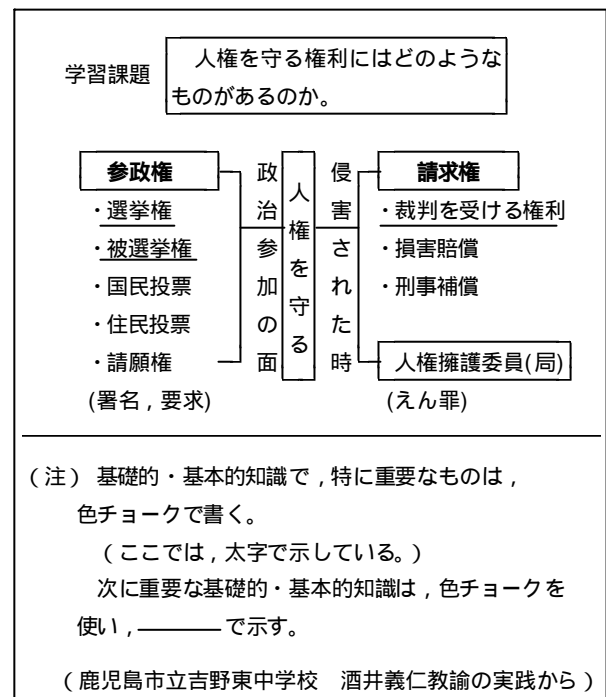 学習課題
人権を守る権利にはどのような
ものがあるのか。
参政権
・選挙権
・被選挙権
・国民投票
・住民投票
・請願権
(署名，要求)
政治参加の面
人権を守る
侵害された時
請求権
・裁判を受ける権利
・損害賠償
・刑事補償
人権擁護委員(局)
(えん罪)
(注) 基礎的・基本的知識で，特に重要なものは，
色チョークで書く。
(ここでは，太字で示している。)
次に重要な基礎的・基本的知識は，色チョークを
使い，――――で示す。
(鹿児島市立吉野東中学校　酒井義仁教諭の実践から)